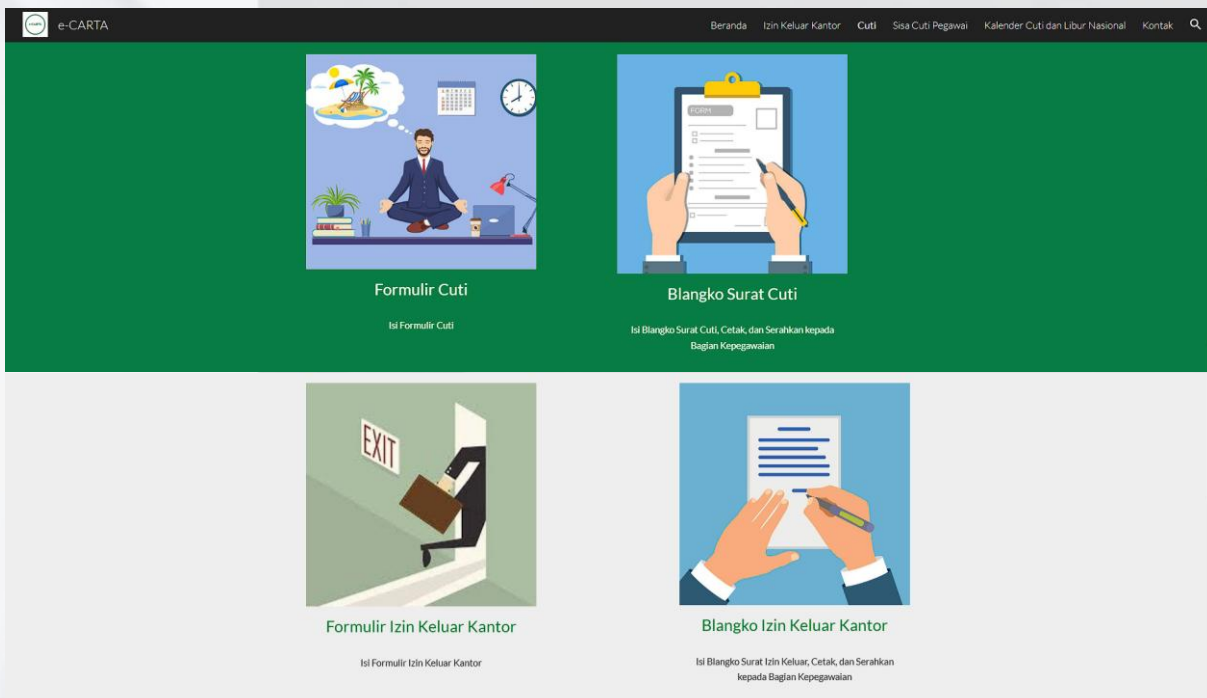 e-CARTA
Beranda Izin Keluar Kantor Cuti Sisa Cuti Pegawai Kalender Cuti dan Libur Nasional Kontak
FORM
Formulir Cuti
Isi Formulir Cuti
Blangko Surat Cuti
Isi Blangko Surat Cuti, Cetak, dan Serahkan kepada
Bagian Kepegawaian
EXIT
Formulir Izin Keluar Kantor
Isi Formulir Izin Keluar Kantor
Blangko Izin Keluar Kantor
Isi Blangko Surat Izin Keluar, Cetak, dan Serahkan
kepada Bagian Kepegawaian